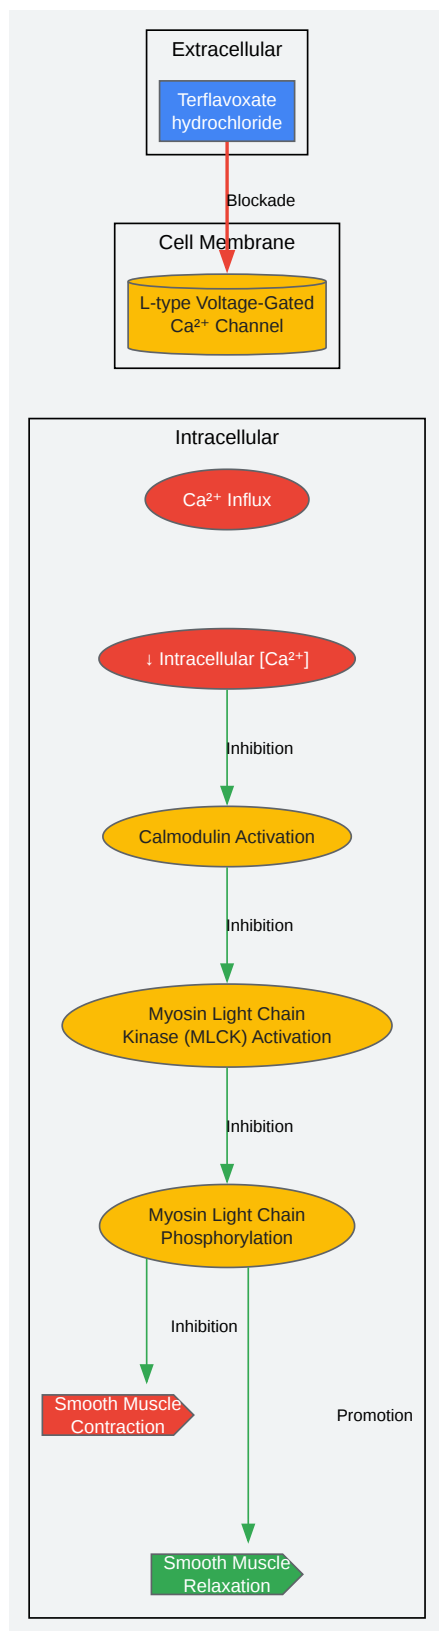 Extracellular
Terflavoxate
hydrochloride
Blockade
Cell Membrane
L-type Voltage-Gated
Ca²⁺ Channel
Intracellular
Ca²⁺ Influx
↓ Intracellular [Ca²⁺]
Inhibition
Calmodulin Activation
Inhibition
Myosin Light Chain
Kinase (MLCK) Activation
Inhibition
Myosin Light Chain
Phosphorylation
Inhibition
Smooth Muscle
Contraction
Promotion
Smooth Muscle
Relaxation